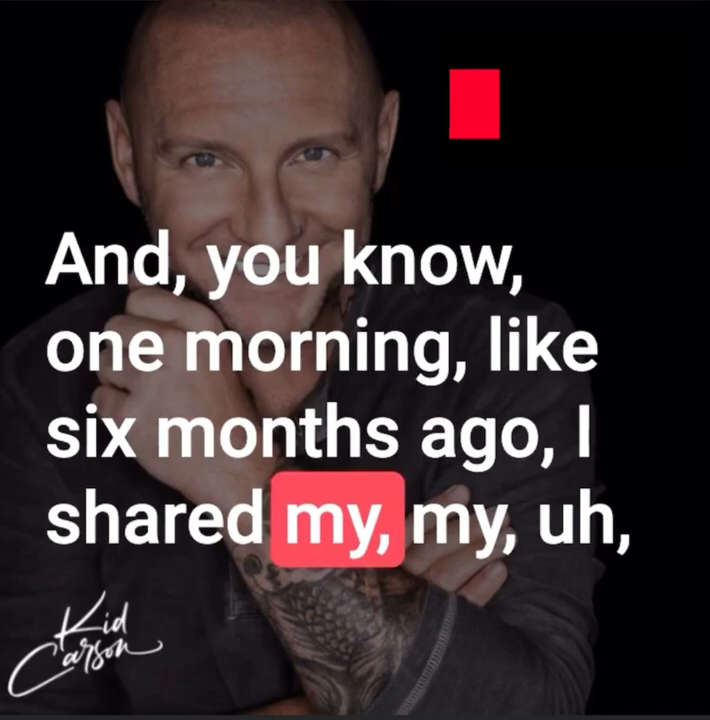 And, you know,
one morning, like
six months ago, I
shared my, my, uh,
Kid
Carson